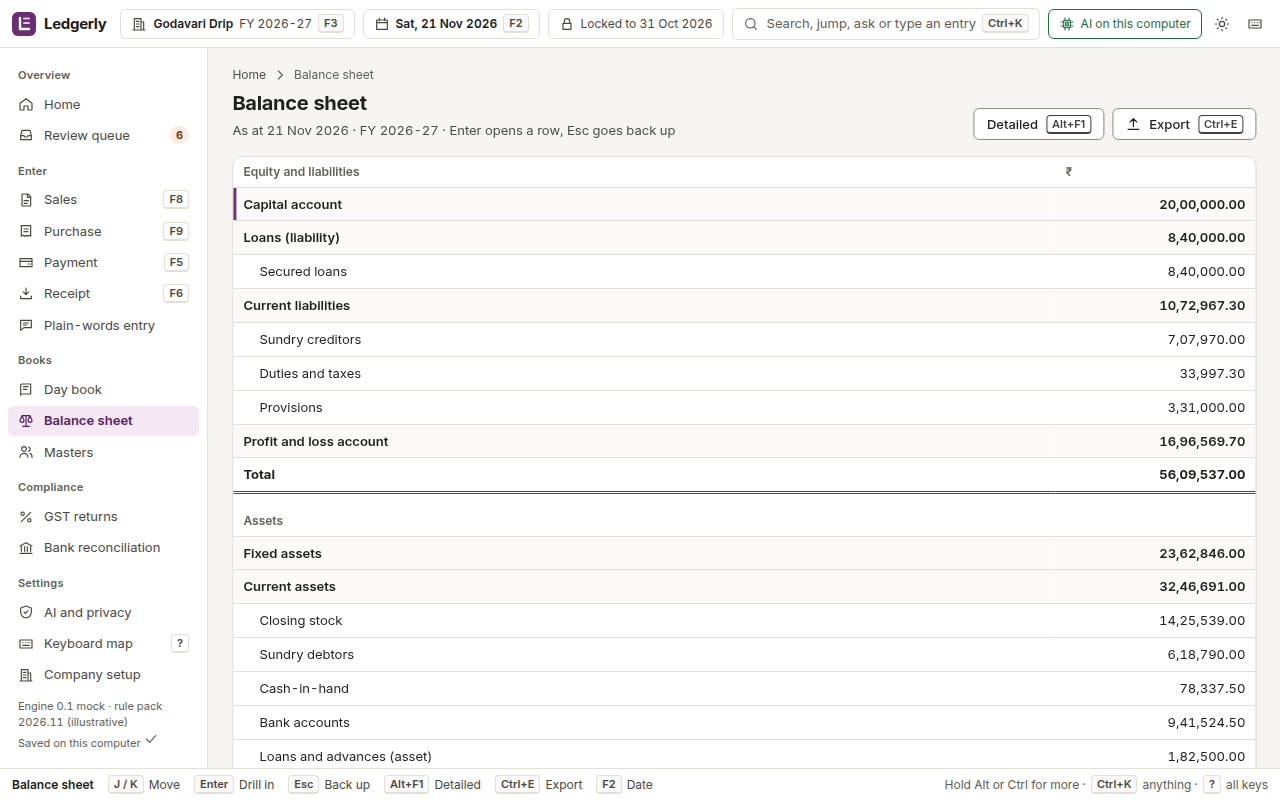 Ledgerly
Godavari Drip FY 2026-27 F3
Sat, 21 Nov 2026 F2
Locked to 31 Oct 2026
Search, jump, ask or type an entry Ctrl+K
AI on this computer
Overview
Home
Review queue 6
Enter
Sales F8
Purchase F9
Payment F5
Receipt F6
Plain-words entry
Books
Day book
Balance sheet
Masters
Compliance
GST returns
Bank reconciliation
Settings
AI and privacy
Keyboard map ?
Company setup
Engine 0.1 mock · rule pack
2026.11 (illustrative)
Saved on this computer
Home > Balance sheet
Balance sheet
As at 21 Nov 2026 · FY 2026-27 · Enter opens a row, Esc goes back up
Detailed Alt+F1
Export Ctrl+E
Equity and liabilities ₹
Capital account 20,00,000.00
Loans (liability) 8,40,000.00
Secured loans 8,40,000.00
Current liabilities 10,72,967.30
Sundry creditors 7,07,970.00
Duties and taxes 33,997.30
Provisions 3,31,000.00
Profit and loss account 16,96,569.70
Total 56,09,537.00
Assets
Fixed assets 23,62,846.00
Current assets 32,46,691.00
Closing stock 14,25,539.00
Sundry debtors 6,18,790.00
Cash-in-hand 78,337.50
Bank accounts 9,41,524.50
Loans and advances (asset) 1,82,500.00
Balance sheet J / K Move Enter Drill in Esc Back up Alt+F1 Detailed Ctrl+E Export F2 Date
Hold Alt or Ctrl for more · Ctrl+K anything · ? all keys